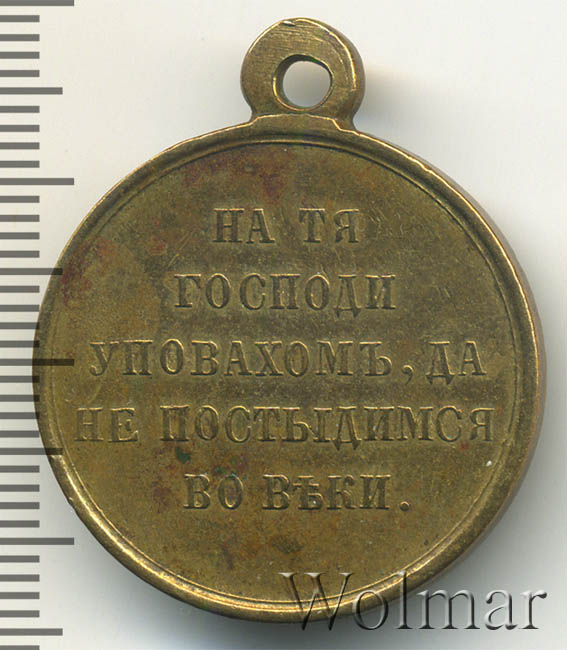 НА ТЯ
ГОСПОДИ
УПОВАХОМЪ, ДА
НЕ ПОСТЫДИМСЯ
ВО ВѢКИ.
Wolmar